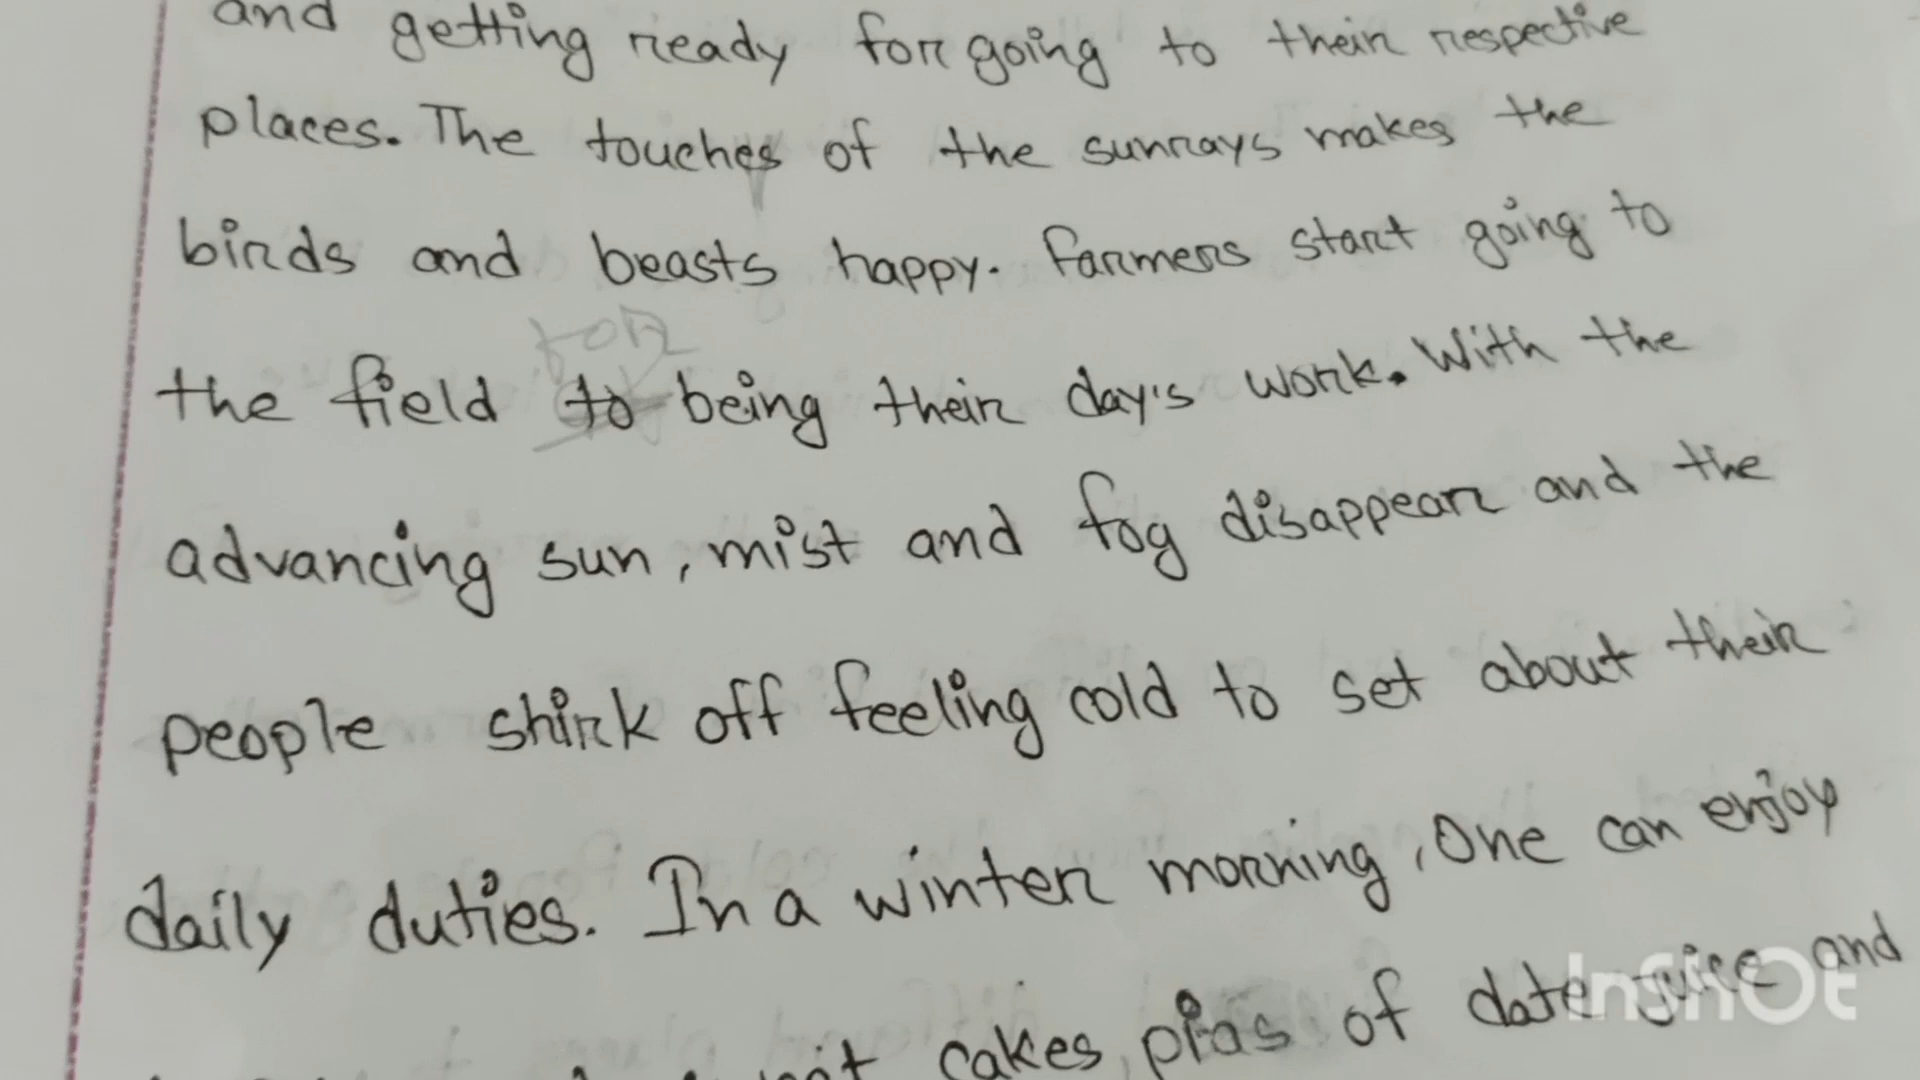 and getting ready for going to their respective
places. The touches of the sunrays makes the
birds and beasts happy. Farmers start going to
for
the field to being their day's work. With the
advancing sun, mist and fog disappear and the
people shirk off feeling cold to set about their
daily duties. In a winter morning, One can enjoy
cakes, pias of date juice and
InShOt